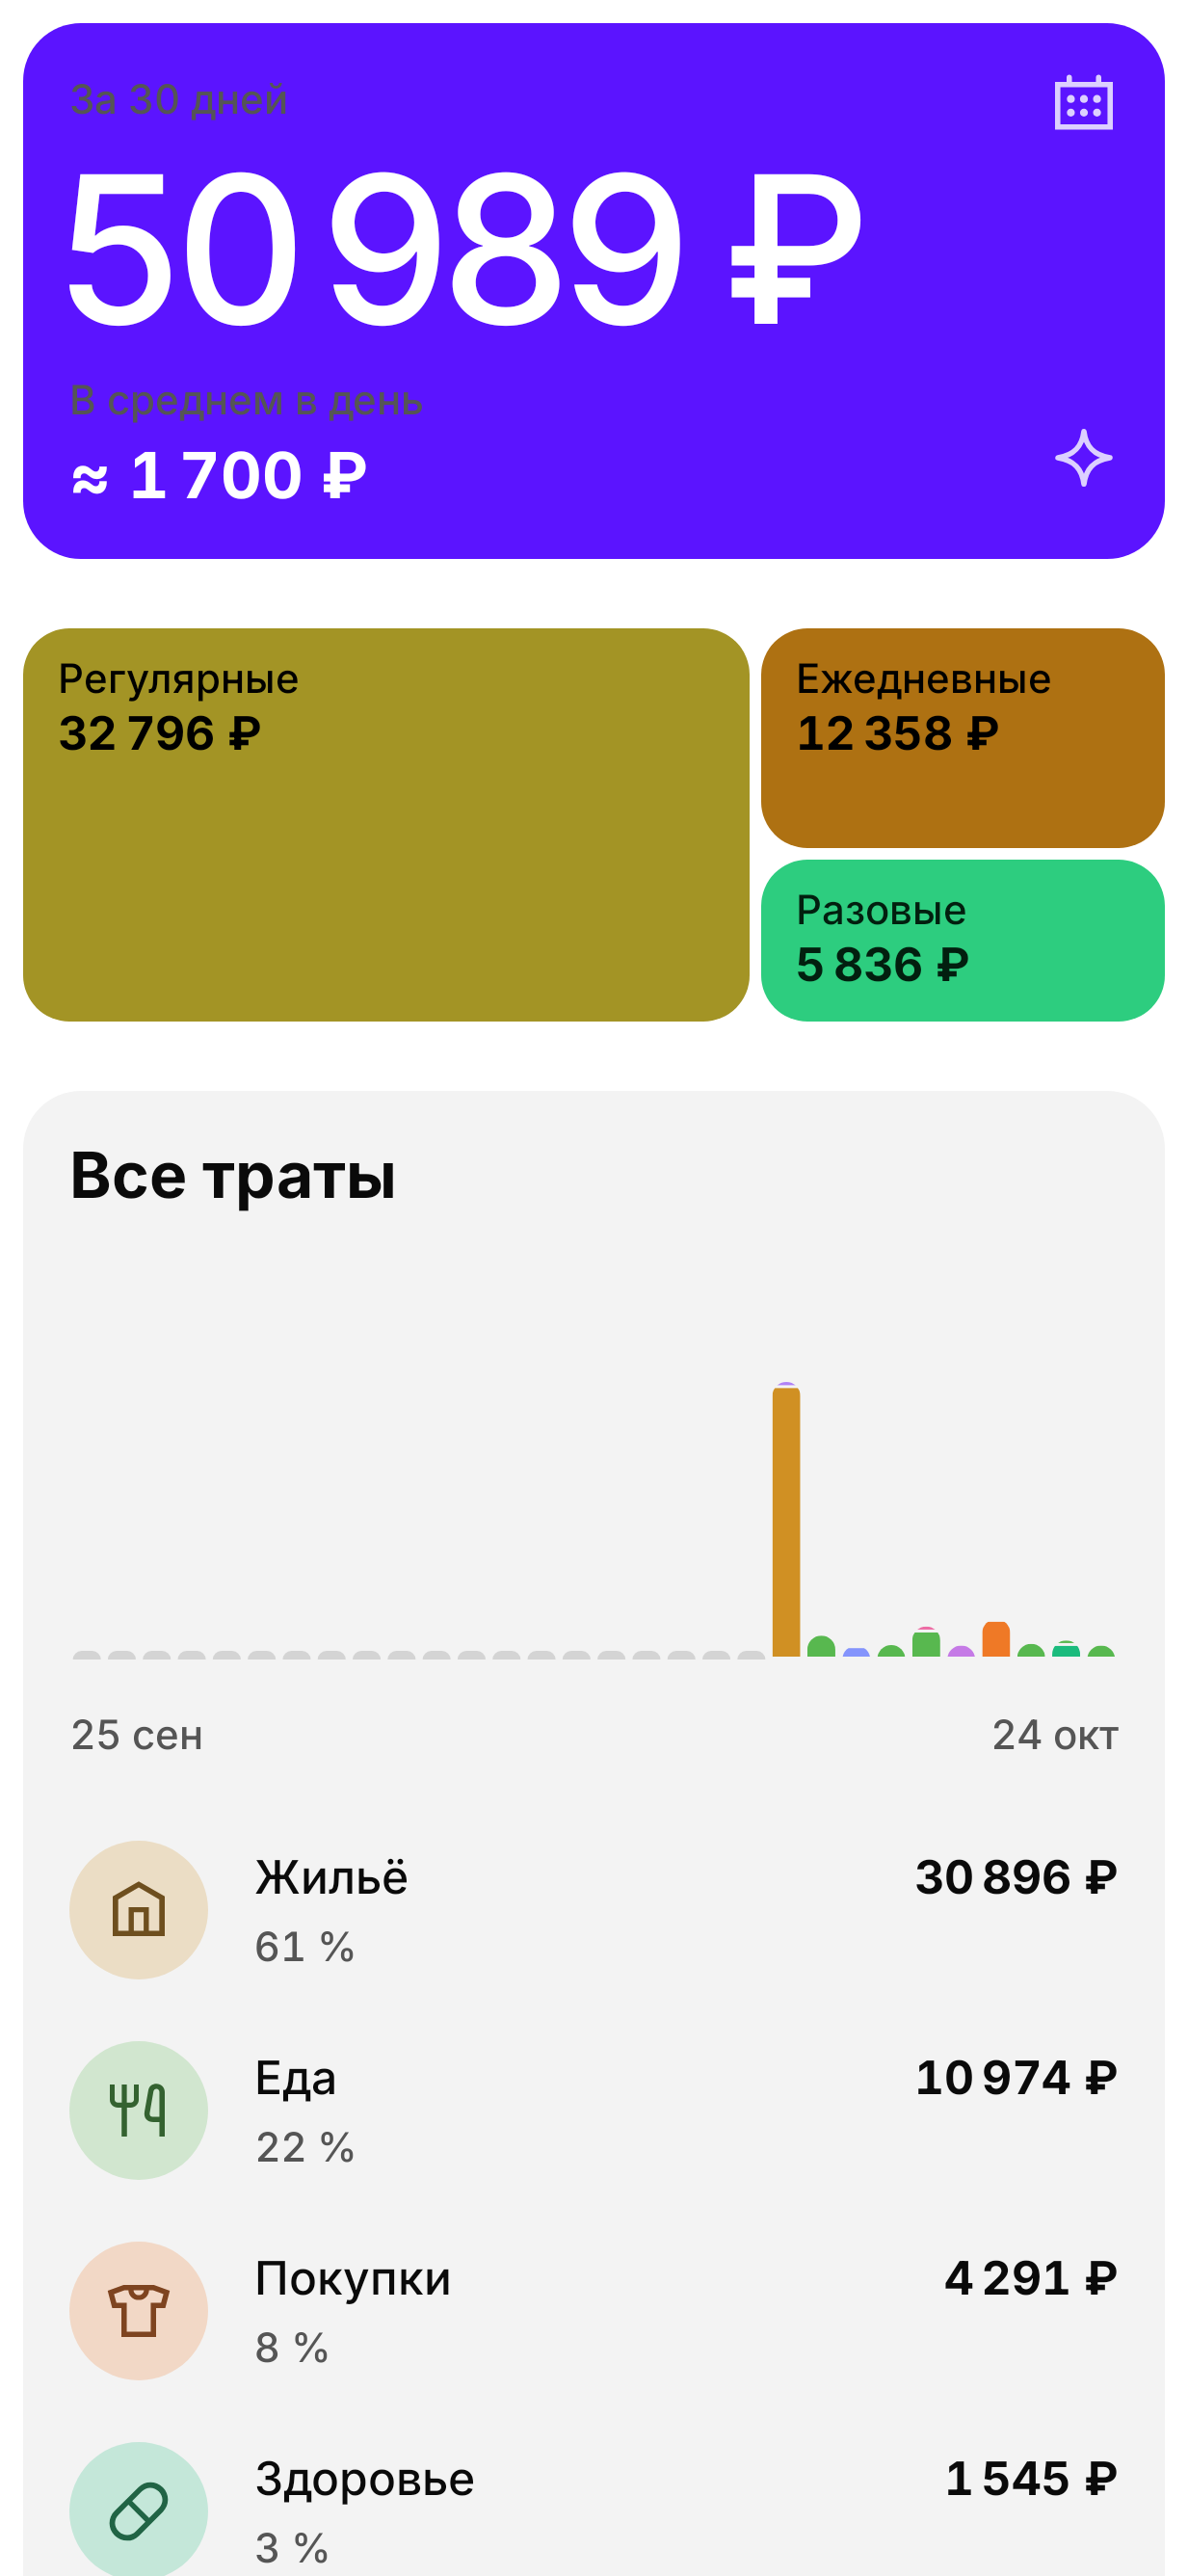 За 30 дней
50 989 ₽
В среднем в день
≈ 1 700 ₽
Регулярные
32 796 ₽
Ежедневные
12 358 ₽
Разовые
5 836 ₽
Все траты
25 сен
24 окт
Жильё
30 896 ₽
61 %
Еда
10 974 ₽
22 %
Покупки
4 291 ₽
8 %
Здоровье
1 545 ₽
3 %